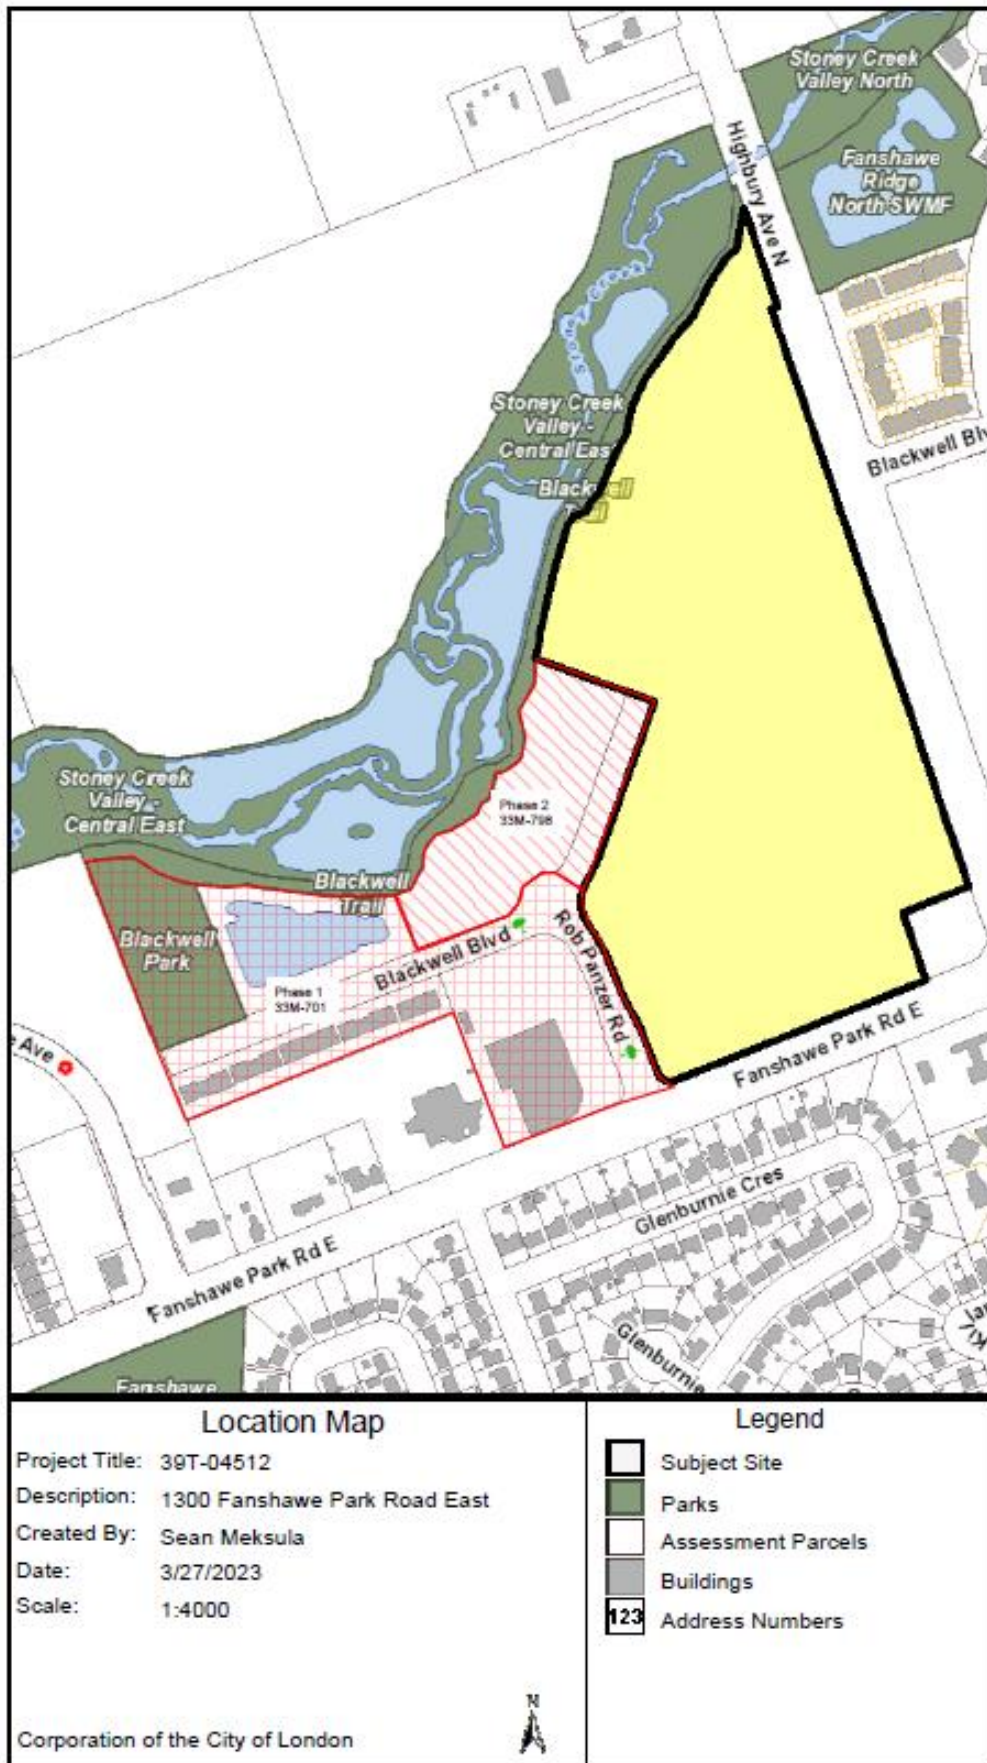 Stoney Creek
Valley North
Highbury Ave N
Fanshawe
Ridge
North SWMF
Stoney Creek
Stoney Creek
Valley -
Central East
Blackwell
Trail
Blackwell Blv
Stoney Creek
Valley -
Central East
Phase 2
33M-798
Blackwell
Trail
Blackwell
Park
Blackwell Blvd
Rob Panzer Rd
Phase 1
33M-701
e Ave
Fanshawe Park Rd E
Glenburnie Cres
Fanshawe Park Rd E
Glenburnie
Fanshawe
Location Map
Project Title: 39T-04512
Description: 1300 Fanshawe Park Road East
Created By: Sean Meksula
Date: 3/27/2023
Scale: 1:4000
N
Corporation of the City of London
Legend
Subject Site
Parks
Assessment Parcels
Buildings
123 Address Numbers